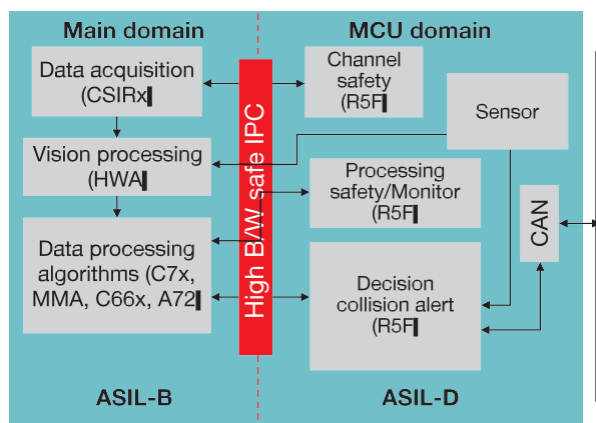 Main domain
MCU domain
Data acquisition
(CSIRx)
Vision processing
(HWA)
Data processing
algorithms (C7x,
MMA, C66x, A72)
High B/W safe IPC
Channel
safety
(R5F)
Sensor
Processing
safety/Monitor
(R5F)
CAN
Decision
collision alert
(R5F)
ASIL-B
ASIL-D